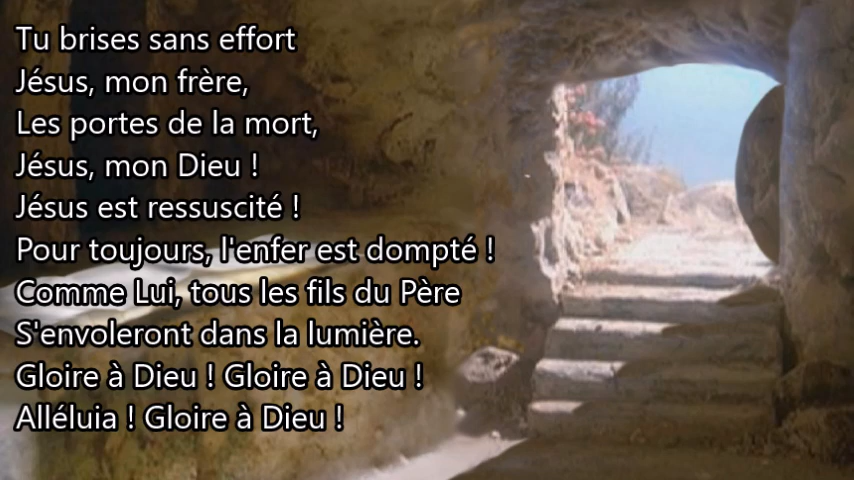 Tu brises sans effort
Jésus, mon frère,
Les portes de la mort,
Jésus, mon Dieu !
Jésus est ressuscité !
Pour toujours, l'enfer est dompté !
Comme Lui, tous les fils du Père
S'envoleront dans la lumière.
Gloire à Dieu ! Gloire à Dieu !
Alléluia ! Gloire à Dieu !